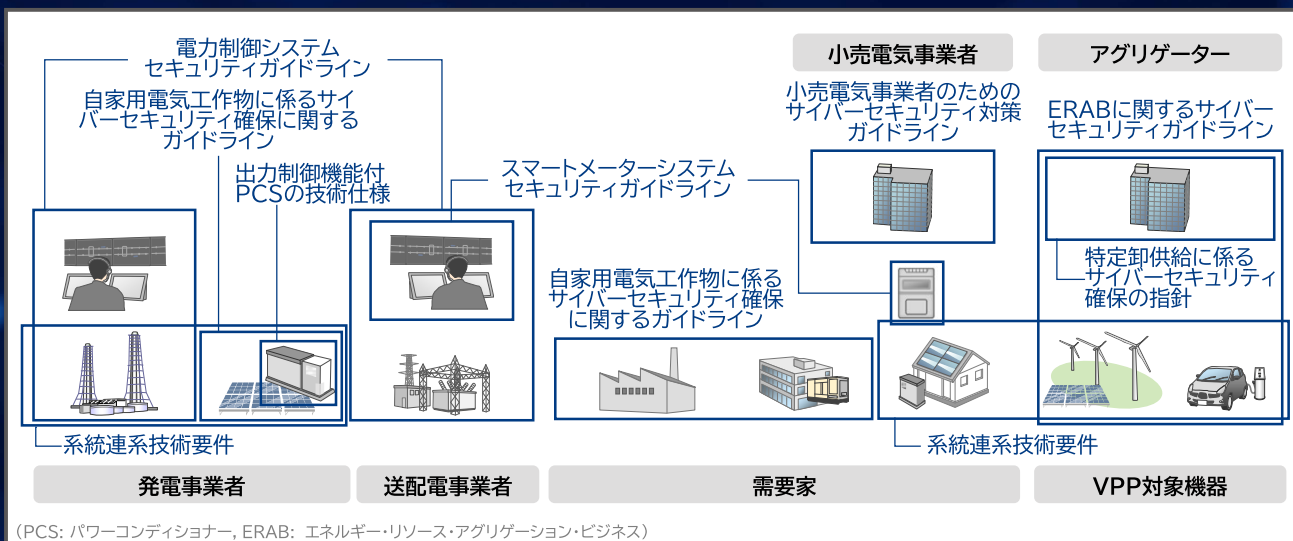 電力制御システム
セキュリティガイドライン
自家用電気工作物に係るサイ
バーセキュリティ確保に関する
ガイドライン
出力制御機能付
PCSの技術仕様
スマートメーターシステム
セキュリティガイドライン
小売電気事業者
小売電気事業者のための
サイバーセキュリティ対策
ガイドライン
アグリゲーター
ERABに関するサイバー
セキュリティガイドライン
特定卸供給に係る
サイバーセキュリティ
確保の指針
自家用電気工作物に係る
サイバーセキュリティ確保
に関するガイドライン
系統連系技術要件
系統連系技術要件
発電事業者
送配電事業者
需要家
VPP対象機器
(PCS: パワーコンディショナー, ERAB: エネルギー・リソース・アグリゲーション・ビジネス)